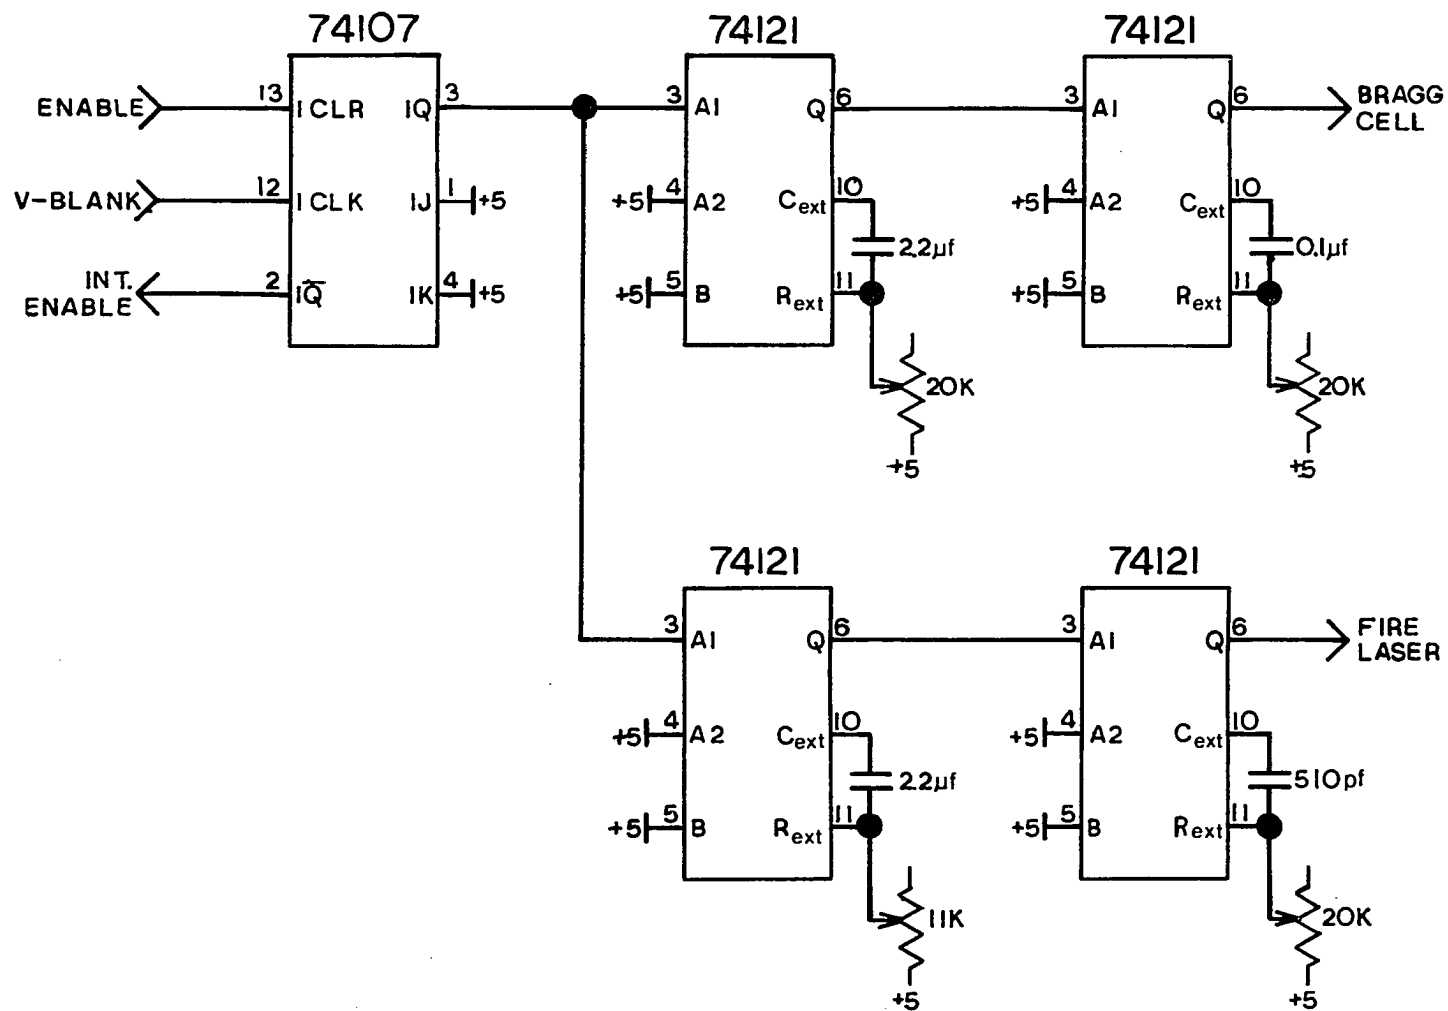 74107
74121
74121
ENABLE
13
1CLR
1Q
3
3
A1
Q
6
3
A1
Q
6
BRAGG
CELL
V-BLANK
12
1CLK
1J
1
+5
+5
4
A2
Cext
10
2.2µf
+5
4
A2
Cext
10
0.1µf
INT.
ENABLE
2
1Q̅
1K
4
+5
+5
5
B
Rext
11
+5
5
B
Rext
11
20K
+5
20K
+5
74121
74121
3
A1
Q
6
3
A1
Q
6
FIRE
LASER
+5
4
A2
Cext
10
2.2µf
+5
4
A2
Cext
10
510pf
+5
5
B
Rext
11
+5
5
B
Rext
11
11K
+5
20K
+5